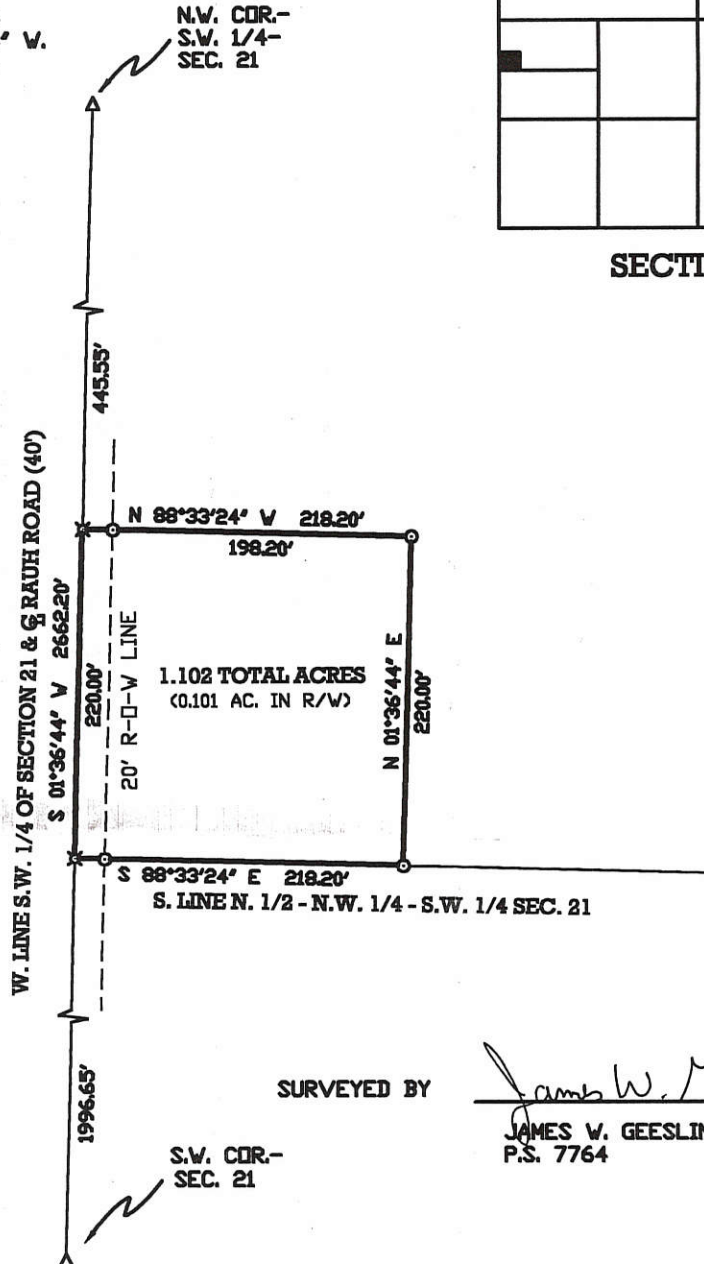 " W.
N.W. COR.-
S.W. 1/4-
SEC. 21
SECTI
445.55'
W. LINE S.W. 1/4 OF SECTION 21 & ℄ RAUH ROAD (40')
S 01°36'44" W 2662.20'
220.00'
20' R-O-W LINE
N 88°33'24" W 218.20'
198.20'
1.102 TOTAL ACRES
(0.101 AC. IN R/W)
N 01°36'44" E
220.00'
S 88°33'24" E 218.20'
S. LINE N. 1/2 - N.W. 1/4 - S.W. 1/4 SEC. 21
1996.65'
S.W. COR.-
SEC. 21
SURVEYED BY
James W. G
JAMES W. GEESLIN
P.S. 7764